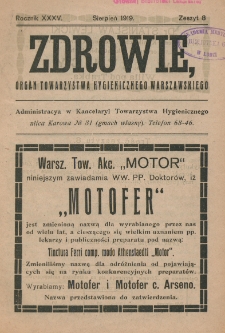 Rocznik XXXV. Sierpień 1919. Zeszyt 8
ZDROWIE,
ORGAN TOWARZYSTWA HYGIENICZNEGO WARSZAWSKIEGO
Administracya w Kancelaryi Towarzystwa Hygienicznego
ulica Karowa № 31 (gmach własny). Telefon 68-46.
Warsz. Tow. Akc. „MOTOR”
niniejszym zawiadamia WW. PP. Doktorów, iż
„MOTOFER”
jest zmienioną nazwą dla wyrabianego przez nas
od wielu lat, a cieszącego się wielkiem uznaniem pp.
lekarzy i publiczności preparatu pod nazwą:
Tinctura Ferri comp. modo Athenstaedti „Motor”.
Zmieniliśmy nazwę dla odróżnienia od pojawiają-
cych się na rynku konkurencyjnych preparatów.
Wyrabiamy: Motofer i Motofer c. Arseno.
Nazwa przedstawiona do zatwierdzenia.